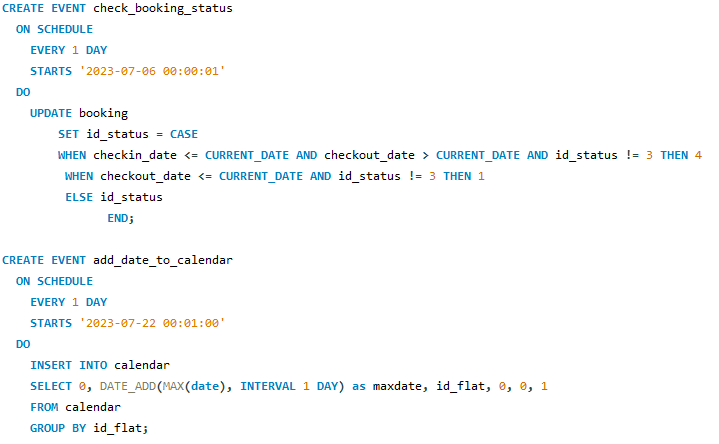 CREATE EVENT check_booking_status
  ON SCHEDULE
    EVERY 1 DAY
    STARTS '2023-07-06 00:00:01'
  DO
    UPDATE booking
        SET id_status = CASE
        WHEN checkin_date <= CURRENT_DATE AND checkout_date > CURRENT_DATE AND id_status != 3 THEN 4
         WHEN checkout_date <= CURRENT_DATE AND id_status != 3 THEN 1
         ELSE id_status
               END;

CREATE EVENT add_date_to_calendar
  ON SCHEDULE
    EVERY 1 DAY
    STARTS '2023-07-22 00:01:00'
  DO
    INSERT INTO calendar
    SELECT 0, DATE_ADD(MAX(date), INTERVAL 1 DAY) as maxdate, id_flat, 0, 0, 1
    FROM calendar
    GROUP BY id_flat;